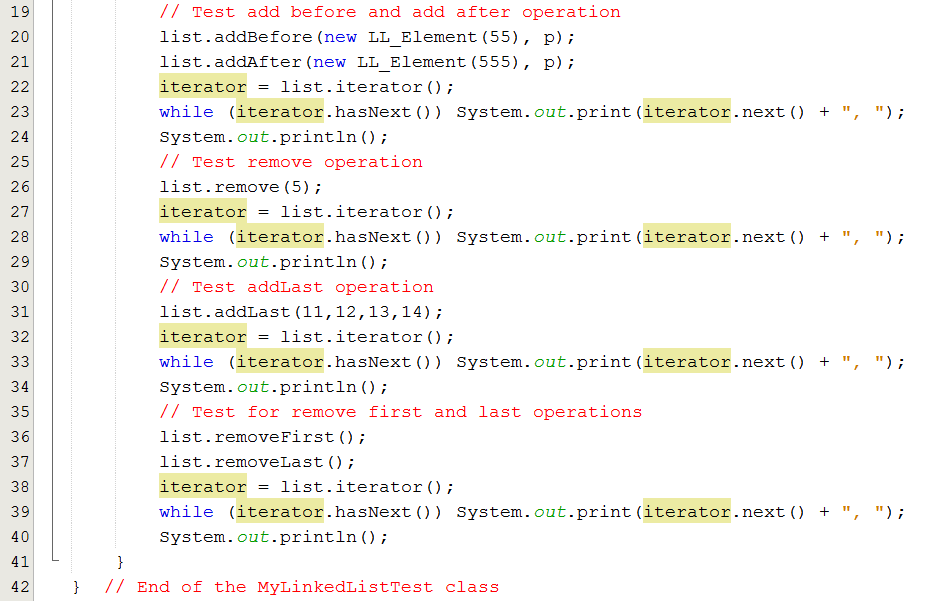 19 // Test add before and add after operation
20 list.addBefore(new LL_Element(55), p);
21 list.addAfter(new LL_Element(555), p);
22 iterator = list.iterator();
23 while (iterator.hasNext()) System.out.print(iterator.next() + ", ");
24 System.out.println();
25 // Test remove operation
26 list.remove(5);
27 iterator = list.iterator();
28 while (iterator.hasNext()) System.out.print(iterator.next() + ", ");
29 System.out.println();
30 // Test addLast operation
31 list.addLast(11,12,13,14);
32 iterator = list.iterator();
33 while (iterator.hasNext()) System.out.print(iterator.next() + ", ");
34 System.out.println();
35 // Test for remove first and last operations
36 list.removeFirst();
37 list.removeLast();
38 iterator = list.iterator();
39 while (iterator.hasNext()) System.out.print(iterator.next() + ", ");
40 System.out.println();
41 }
42 } // End of the MyLinkedListTest class